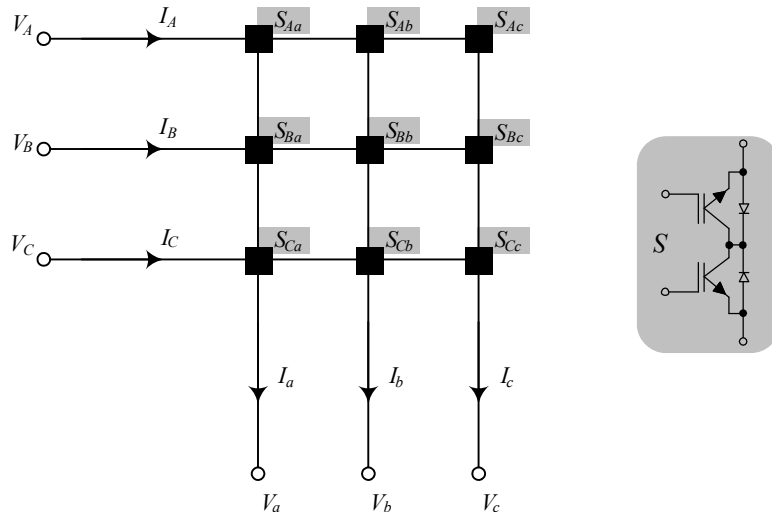 V_A I_A S_Aa S_Ab S_Ac
V_B I_B S_Ba S_Bb S_Bc
V_C I_C S_Ca S_Cb S_Cc
S
I_a I_b I_c
V_a V_b V_c